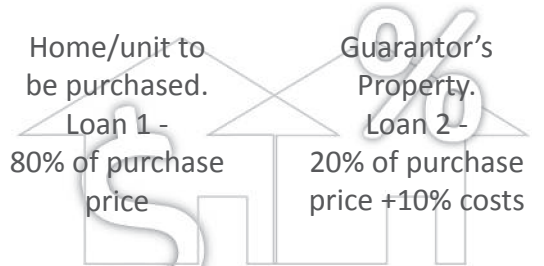 Home/unit to
be purchased.
Loan 1 -
80% of purchase
price
Guarantor's
Property.
Loan 2 -
20% of purchase
price +10% costs